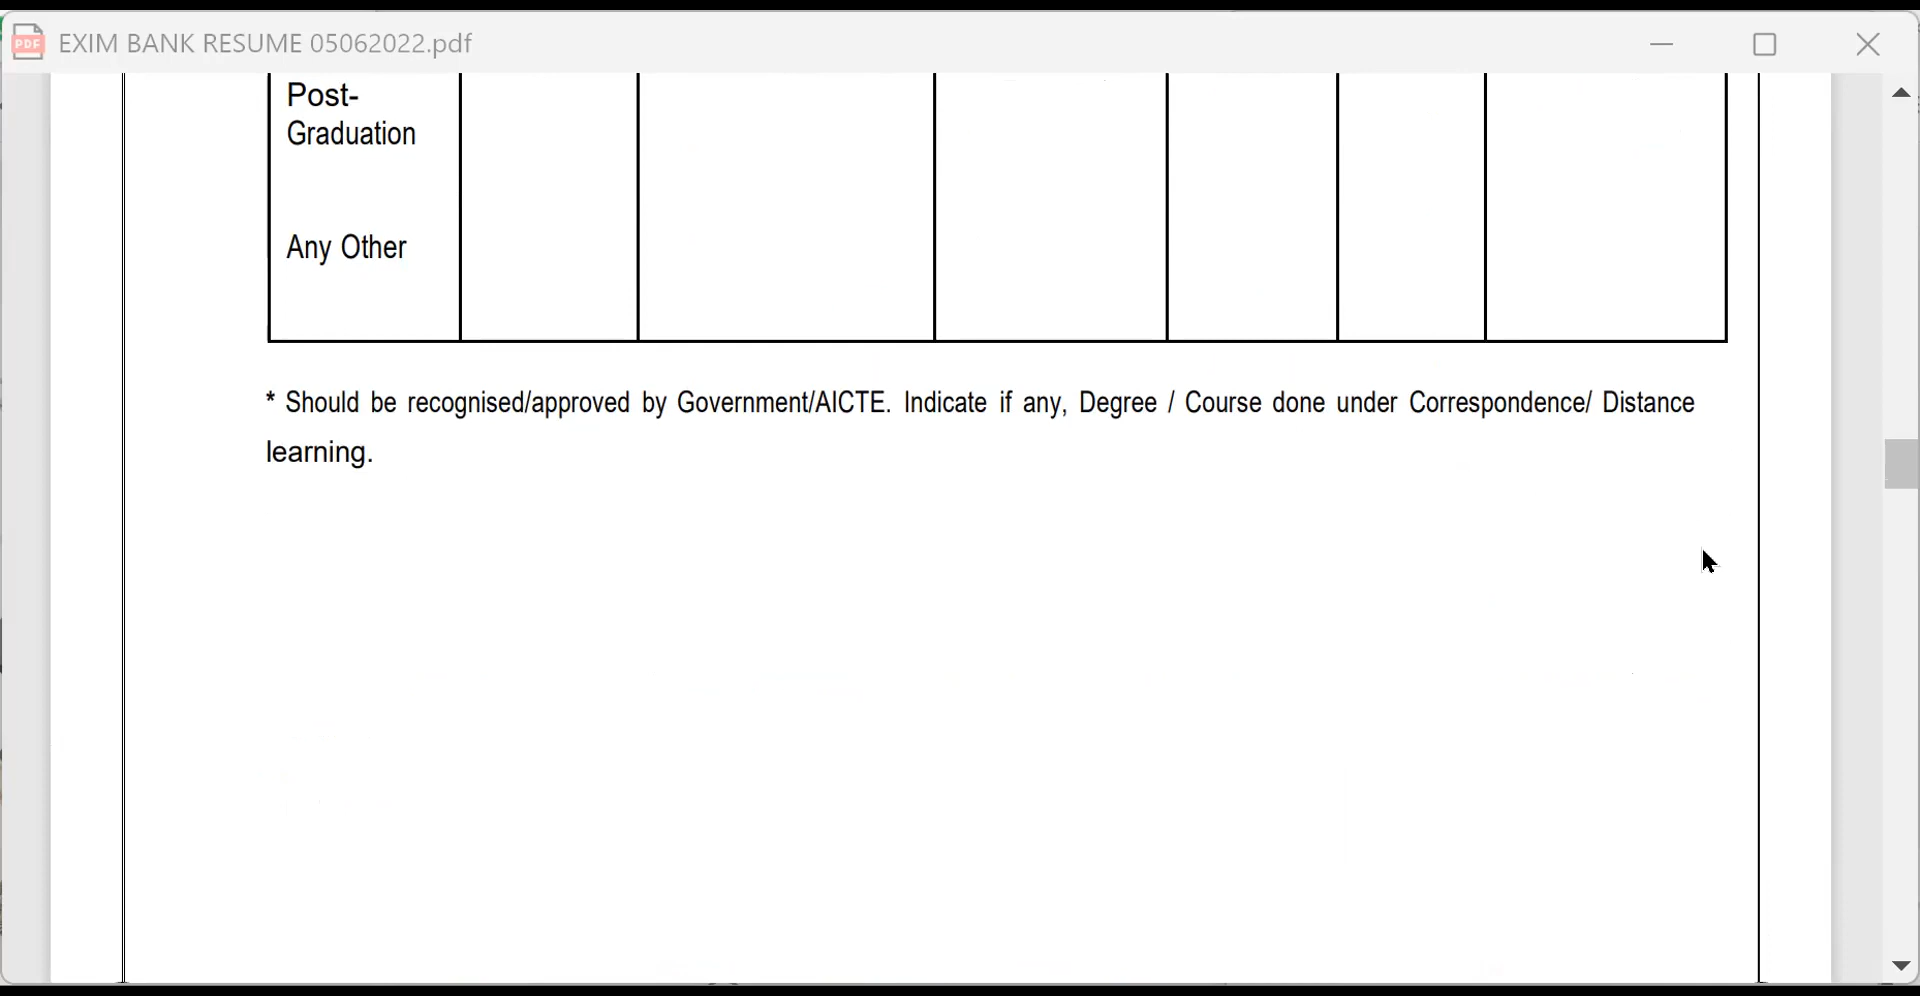 EXIM BANK RESUME 05062022.pdf
Post-
Graduation
Any Other
* Should be recognised/approved by Government/AICTE. Indicate if any, Degree / Course done under Correspondence/ Distance
learning.